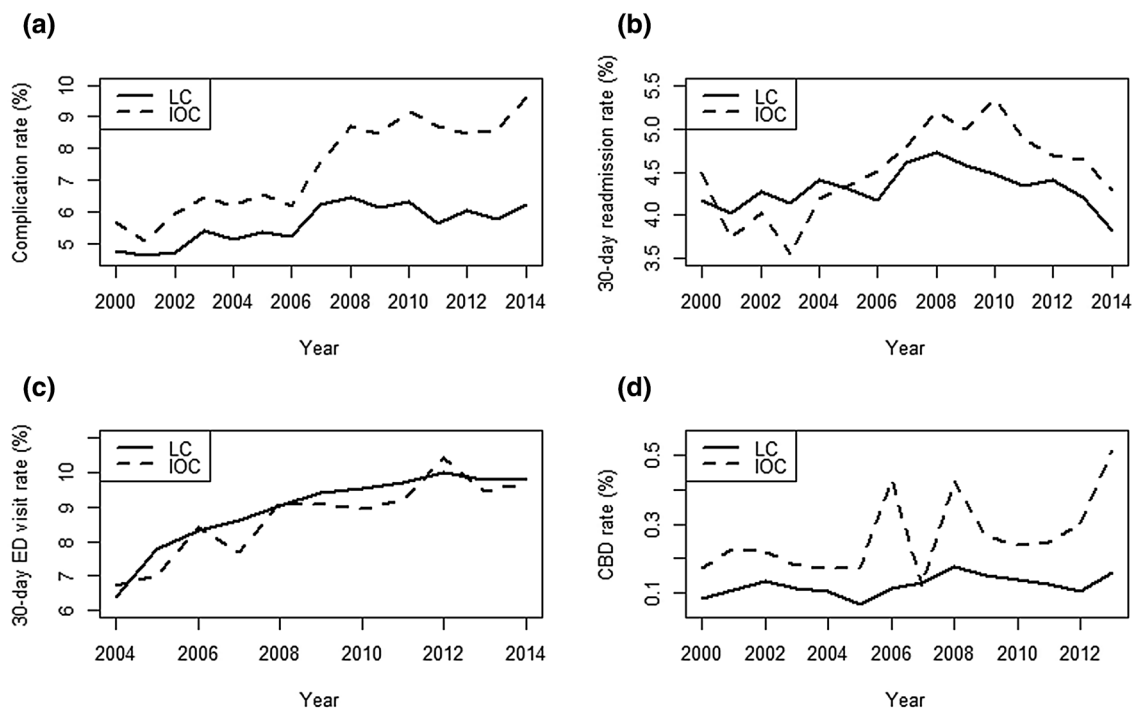 (a)
Complication rate (%)
10
9
8
7
6
5
LC
IOC
2000 2002 2004 2006 2008 2010 2012 2014
Year
(b)
30-day readmission rate (%)
5.5
5.0
4.5
4.0
3.5
LC
IOC
2000 2002 2004 2006 2008 2010 2012 2014
Year
(c)
30-day ED visit rate (%)
10
9
8
7
6
LC
IOC
2004 2006 2008 2010 2012 2014
Year
(d)
CBD rate (%)
0.5
0.3
0.1
LC
IOC
2000 2002 2004 2006 2008 2010 2012
Year